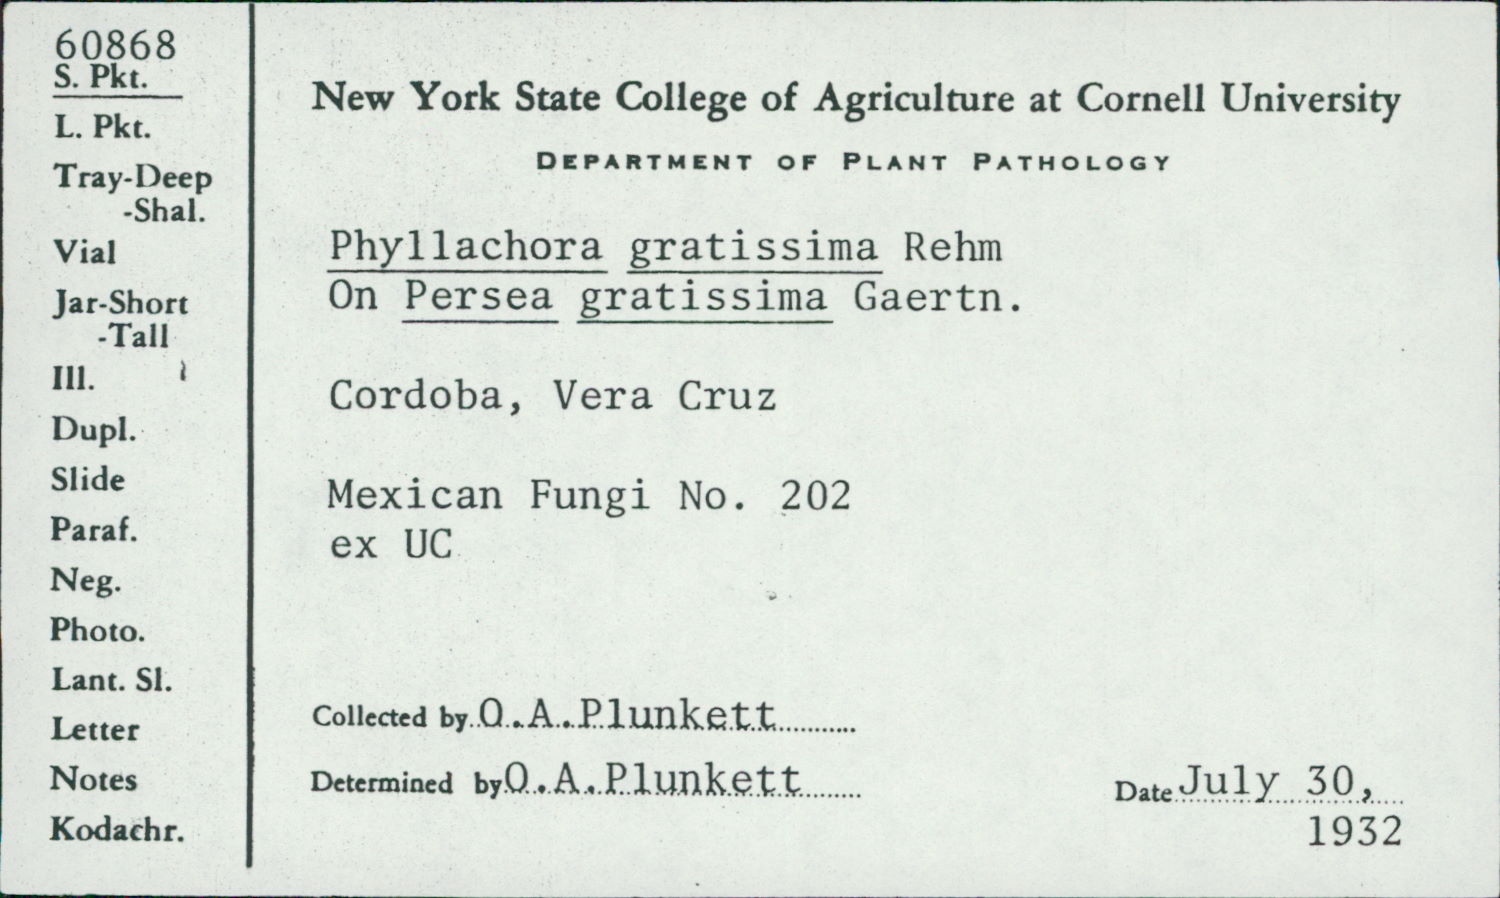 60868
S. Pkt.
L. Pkt.
Tray-Deep
-Shal.
Vial
Jar-Short
-Tall
Ill.
Dupl.
Slide
Paraf.
Neg.
Photo.
Lant. Sl.
Letter
Notes
Kodachr.
New York State College of Agriculture at Cornell University
DEPARTMENT OF PLANT PATHOLOGY
Phyllachora gratissima Rehm
On Persea gratissima Gaertn.
Cordoba, Vera Cruz
Mexican Fungi No. 202
ex UC
Collected by O.A.Plunkett
Determined by O.A.Plunkett
Date July 30,
1932